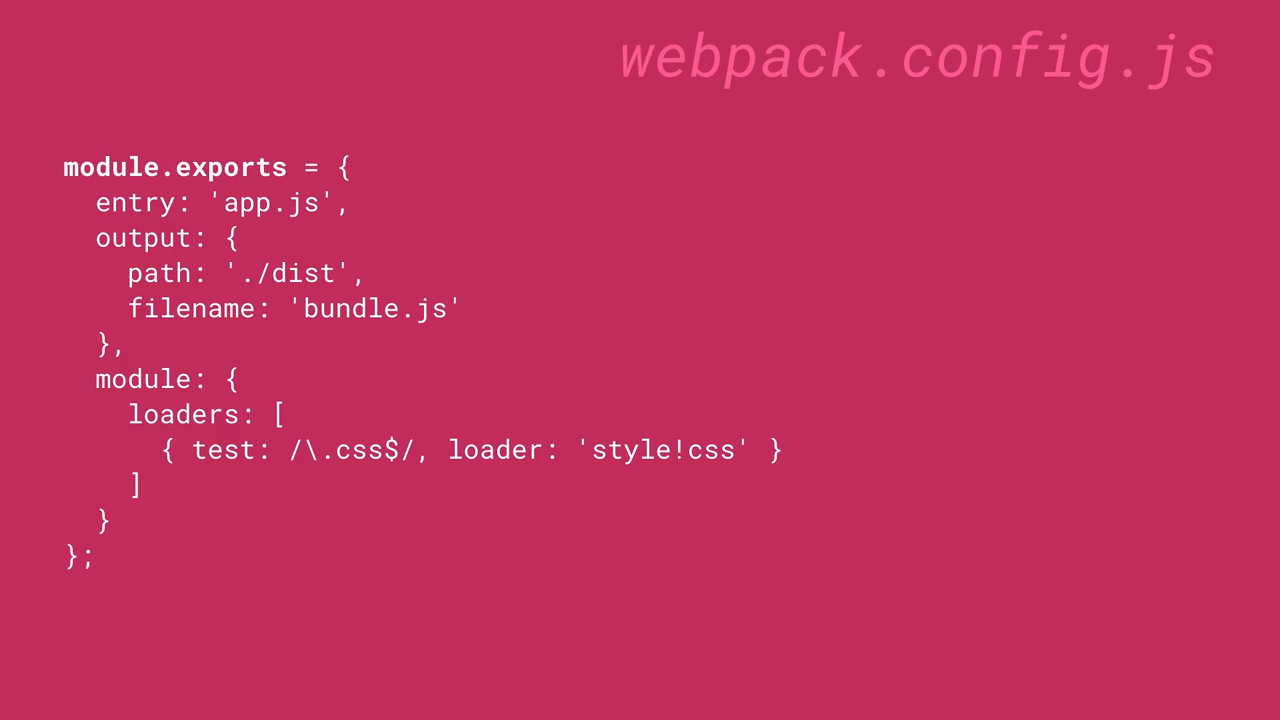 webpack.config.js
module.exports = {
  entry: 'app.js',
  output: {
    path: './dist',
    filename: 'bundle.js'
  },
  module: {
    loaders: [
      { test: /\.css$/, loader: 'style!css' }
    ]
  }
};